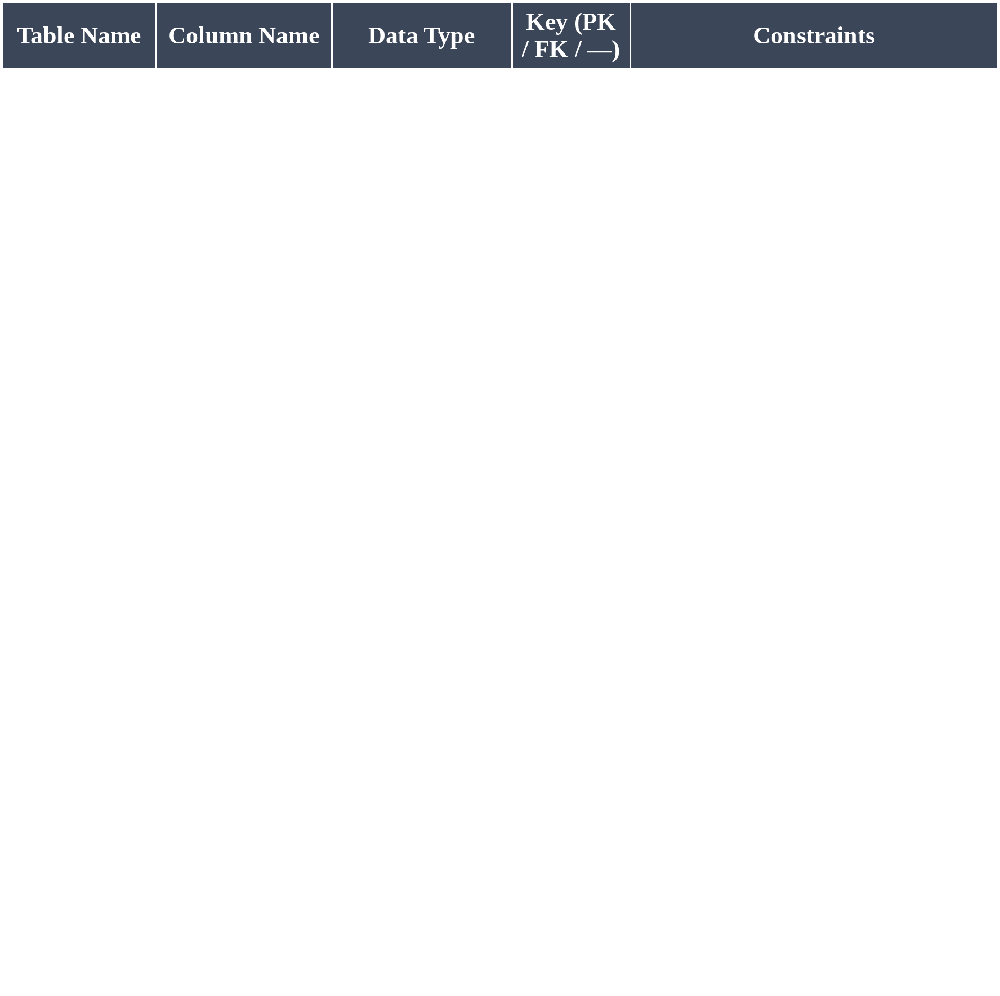 Table Name
Column Name
Data Type
Key (PK
/ FK / —)
Constraints